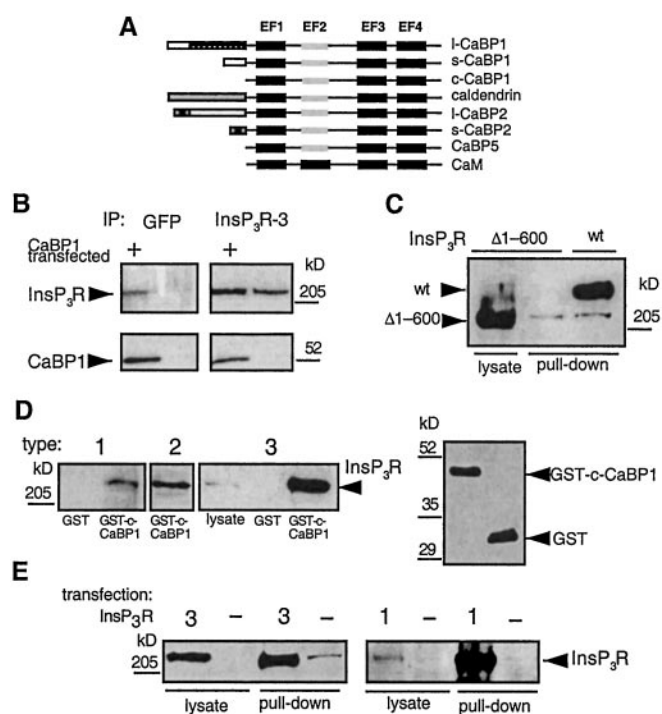 A
EF1 EF2 EF3 EF4
l-CaBP1
s-CaBP1
c-CaBP1
caldendrin
l-CaBP2
s-CaBP2
CaBP5
CaM
B
IP: GFP InsP3R-3
CaBP1 transfected + +
kD
InsP3R
205
CaBP1
52
C
InsP3R Δ1–600 wt
wt
kD
Δ1–600
205
lysate pull-down
D
type: 1 2 3
kD
205
InsP3R
GST GST-c-CaBP1 GST-c-CaBP1 lysate GST GST-c-CaBP1
kD
52
GST-c-CaBP1
35
GST
29
E
transfection:
InsP3R 3 – 3 – 1 – 1 –
kD
205
InsP3R
lysate pull-down lysate pull-down